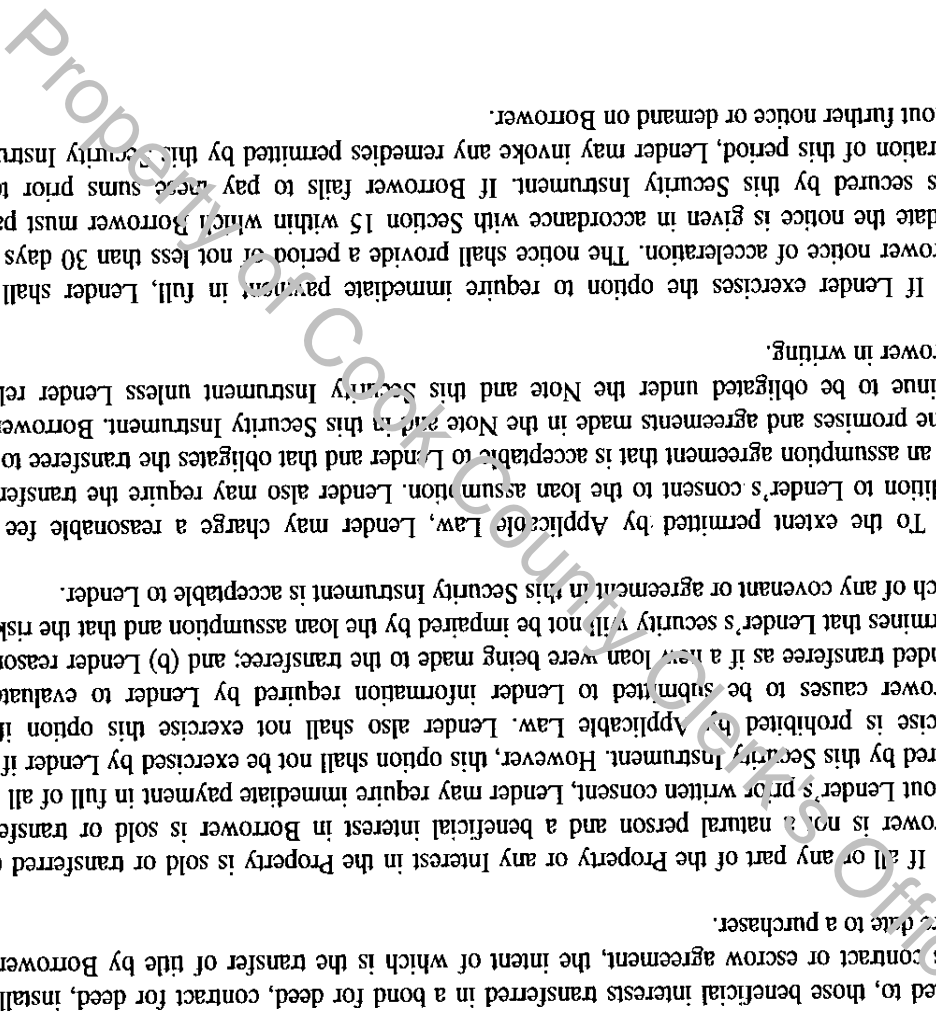 ed to, those beneficial interests transferred in a bond for deed, contract for deed, install
s contract or escrow agreement, the intent of which is the transfer of title by Borrower
re date to a purchaser.
If all or any part of the Property or any Interest in the Property is sold or transferred
rower is not a natural person and a beneficial interest in Borrower is sold or transfe
out Lender's prior written consent, Lender may require immediate payment in full of all
red by this Security Instrument. However, this option shall not be exercised by Lender if
cise is prohibited by Applicable Law. Lender also shall not exercise this option if
rower causes to be submitted to Lender information required by Lender to evaluate
nded transferee as if a new loan were being made to the transferee; and (b) Lender reason
rmines that Lender's security will not be impaired by the loan assumption and that the risk
ch of any covenant or agreement in this Security Instrument is acceptable to Lender.
To the extent permitted by Applicable Law, Lender may charge a reasonable fee
dition to Lender's consent to the loan assumption. Lender also may require the transfer
an assumption agreement that is acceptable to Lender and that obligates the transferee to
he promises and agreements made in the Note and in this Security Instrument. Borrower
inue to be obligated under the Note and this Security Instrument unless Lender rel
rower in writing.
If Lender exercises the option to require immediate payment in full, Lender shall
rower notice of acceleration. The notice shall provide a period of not less than 30 days
date the notice is given in accordance with Section 15 within which Borrower must pa
s secured by this Security Instrument. If Borrower fails to pay these sums prior t
ration of this period, Lender may invoke any remedies permitted by this Security Instru
out further notice or demand on Borrower.
Property of Cook County Clerk's Offic